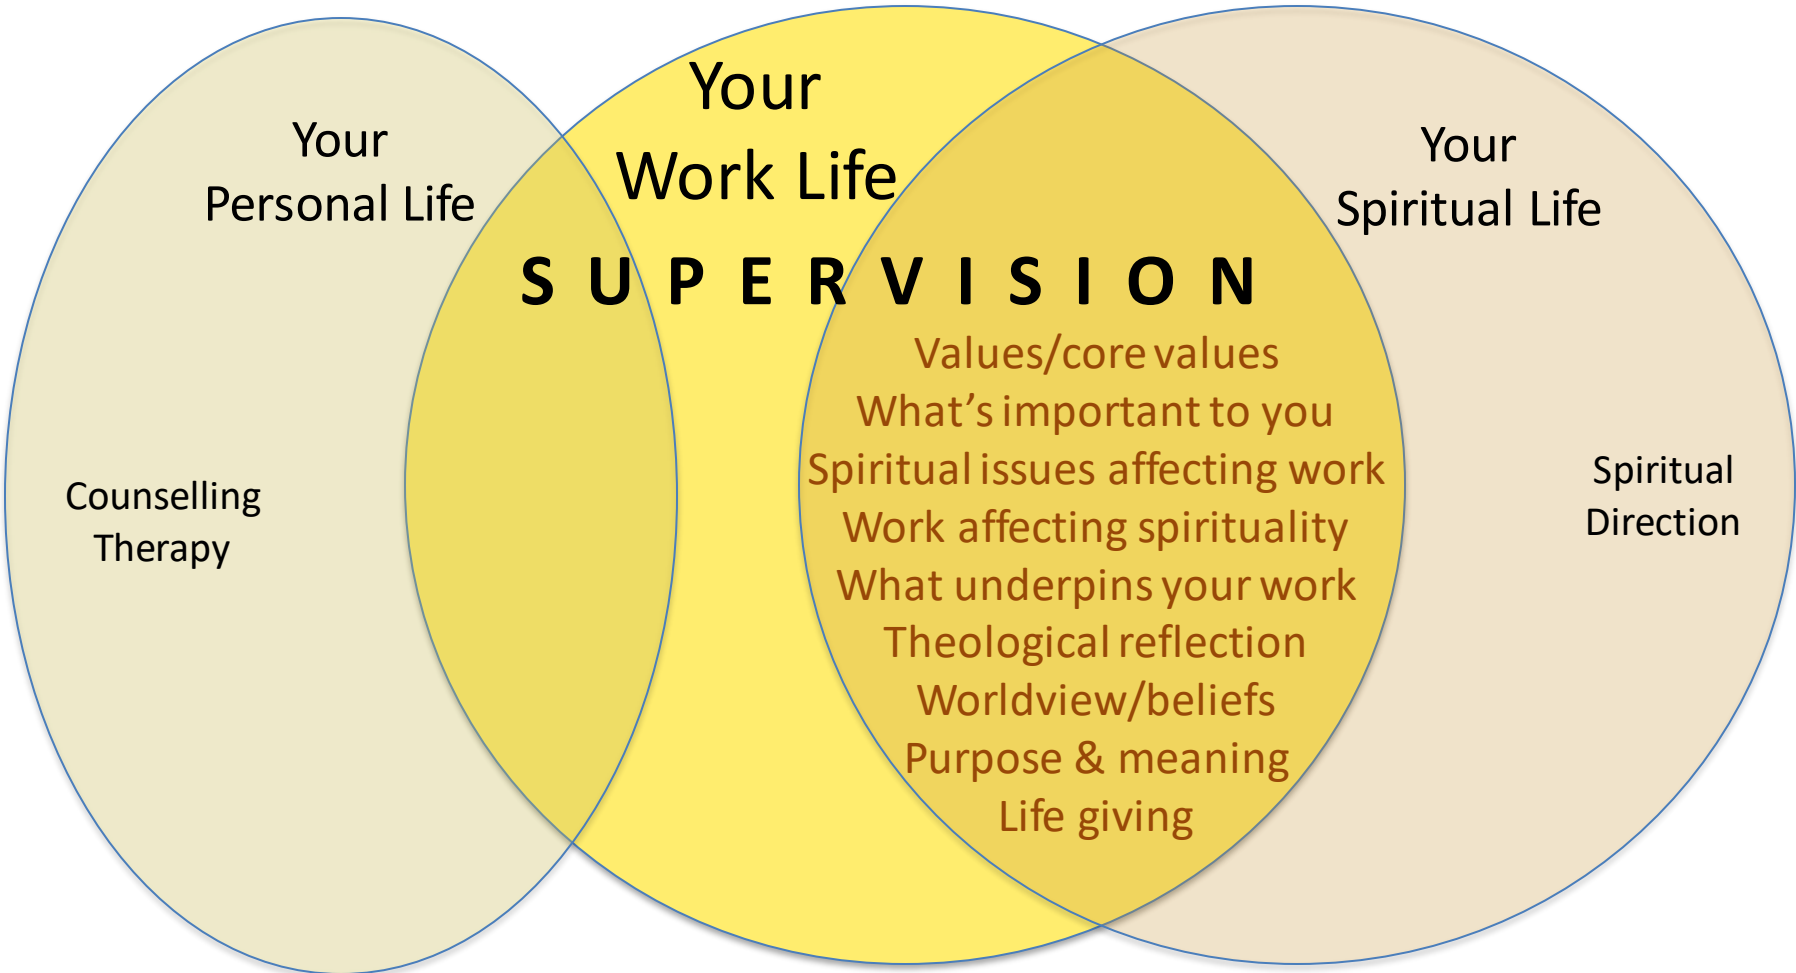 Your
Personal Life
Counselling
Therapy
Your
Work Life
S U P E R V I S I O N
Values/core values
What’s important to you
Spiritual issues affecting work
Work affecting spirituality
What underpins your work
Theological reflection
Worldview/beliefs
Purpose & meaning
Life giving
Your
Spiritual Life
Spiritual
Direction